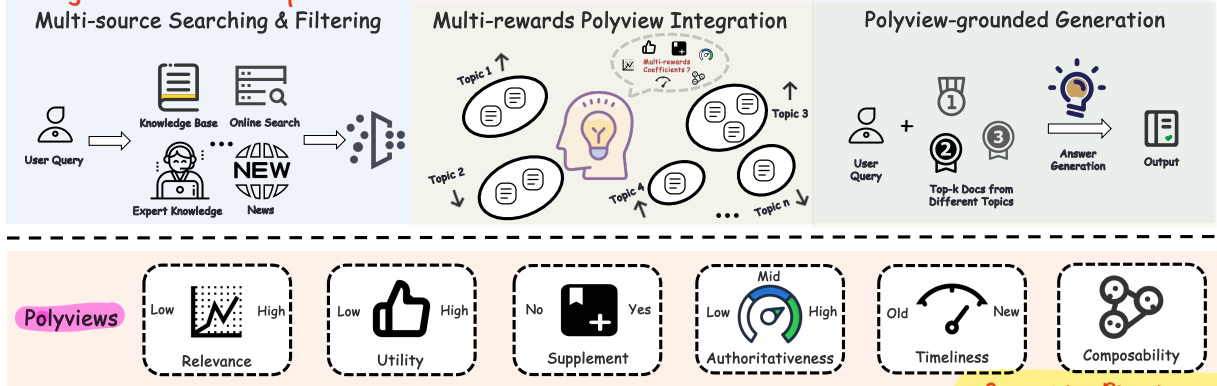 Multi-source Searching & Filtering
User Query
Knowledge Base
Online Search
Expert Knowledge
NEW
News
Multi-rewards Polyview Integration
Topic 1
Multi-rewards
Coefficients ?
Topic 3
Topic 2
Topic 4
Topic n
Polyview-grounded Generation
User
Query
+
1
2
3
Top-k Docs from
Different Topics
Answer
Generation
Output
Polyviews
Low
High
Relevance
Low
High
Utility
No
Yes
Supplement
Low
Mid
High
Authoritativeness
Old
New
Timeliness
Composability